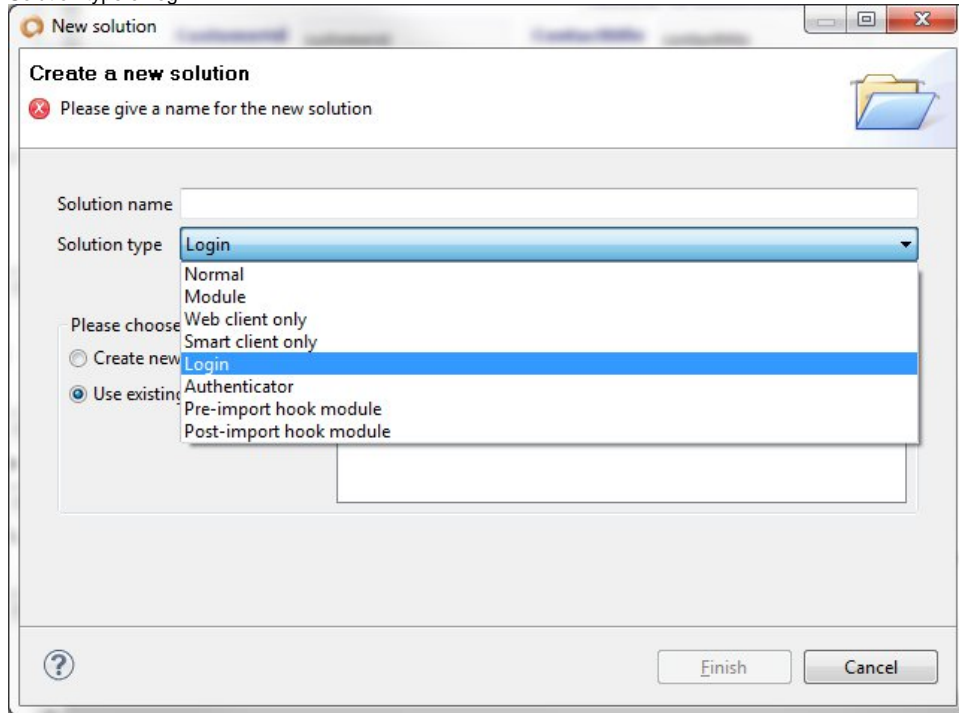 New solution
Create a new solution
Please give a name for the new solution
Solution name
Solution type Login
Normal
Module
Web client only
Smart client only
Login
Authenticator
Pre-import hook module
Post-import hook module
Please choose
Create new
Use existing
Finish
Cancel